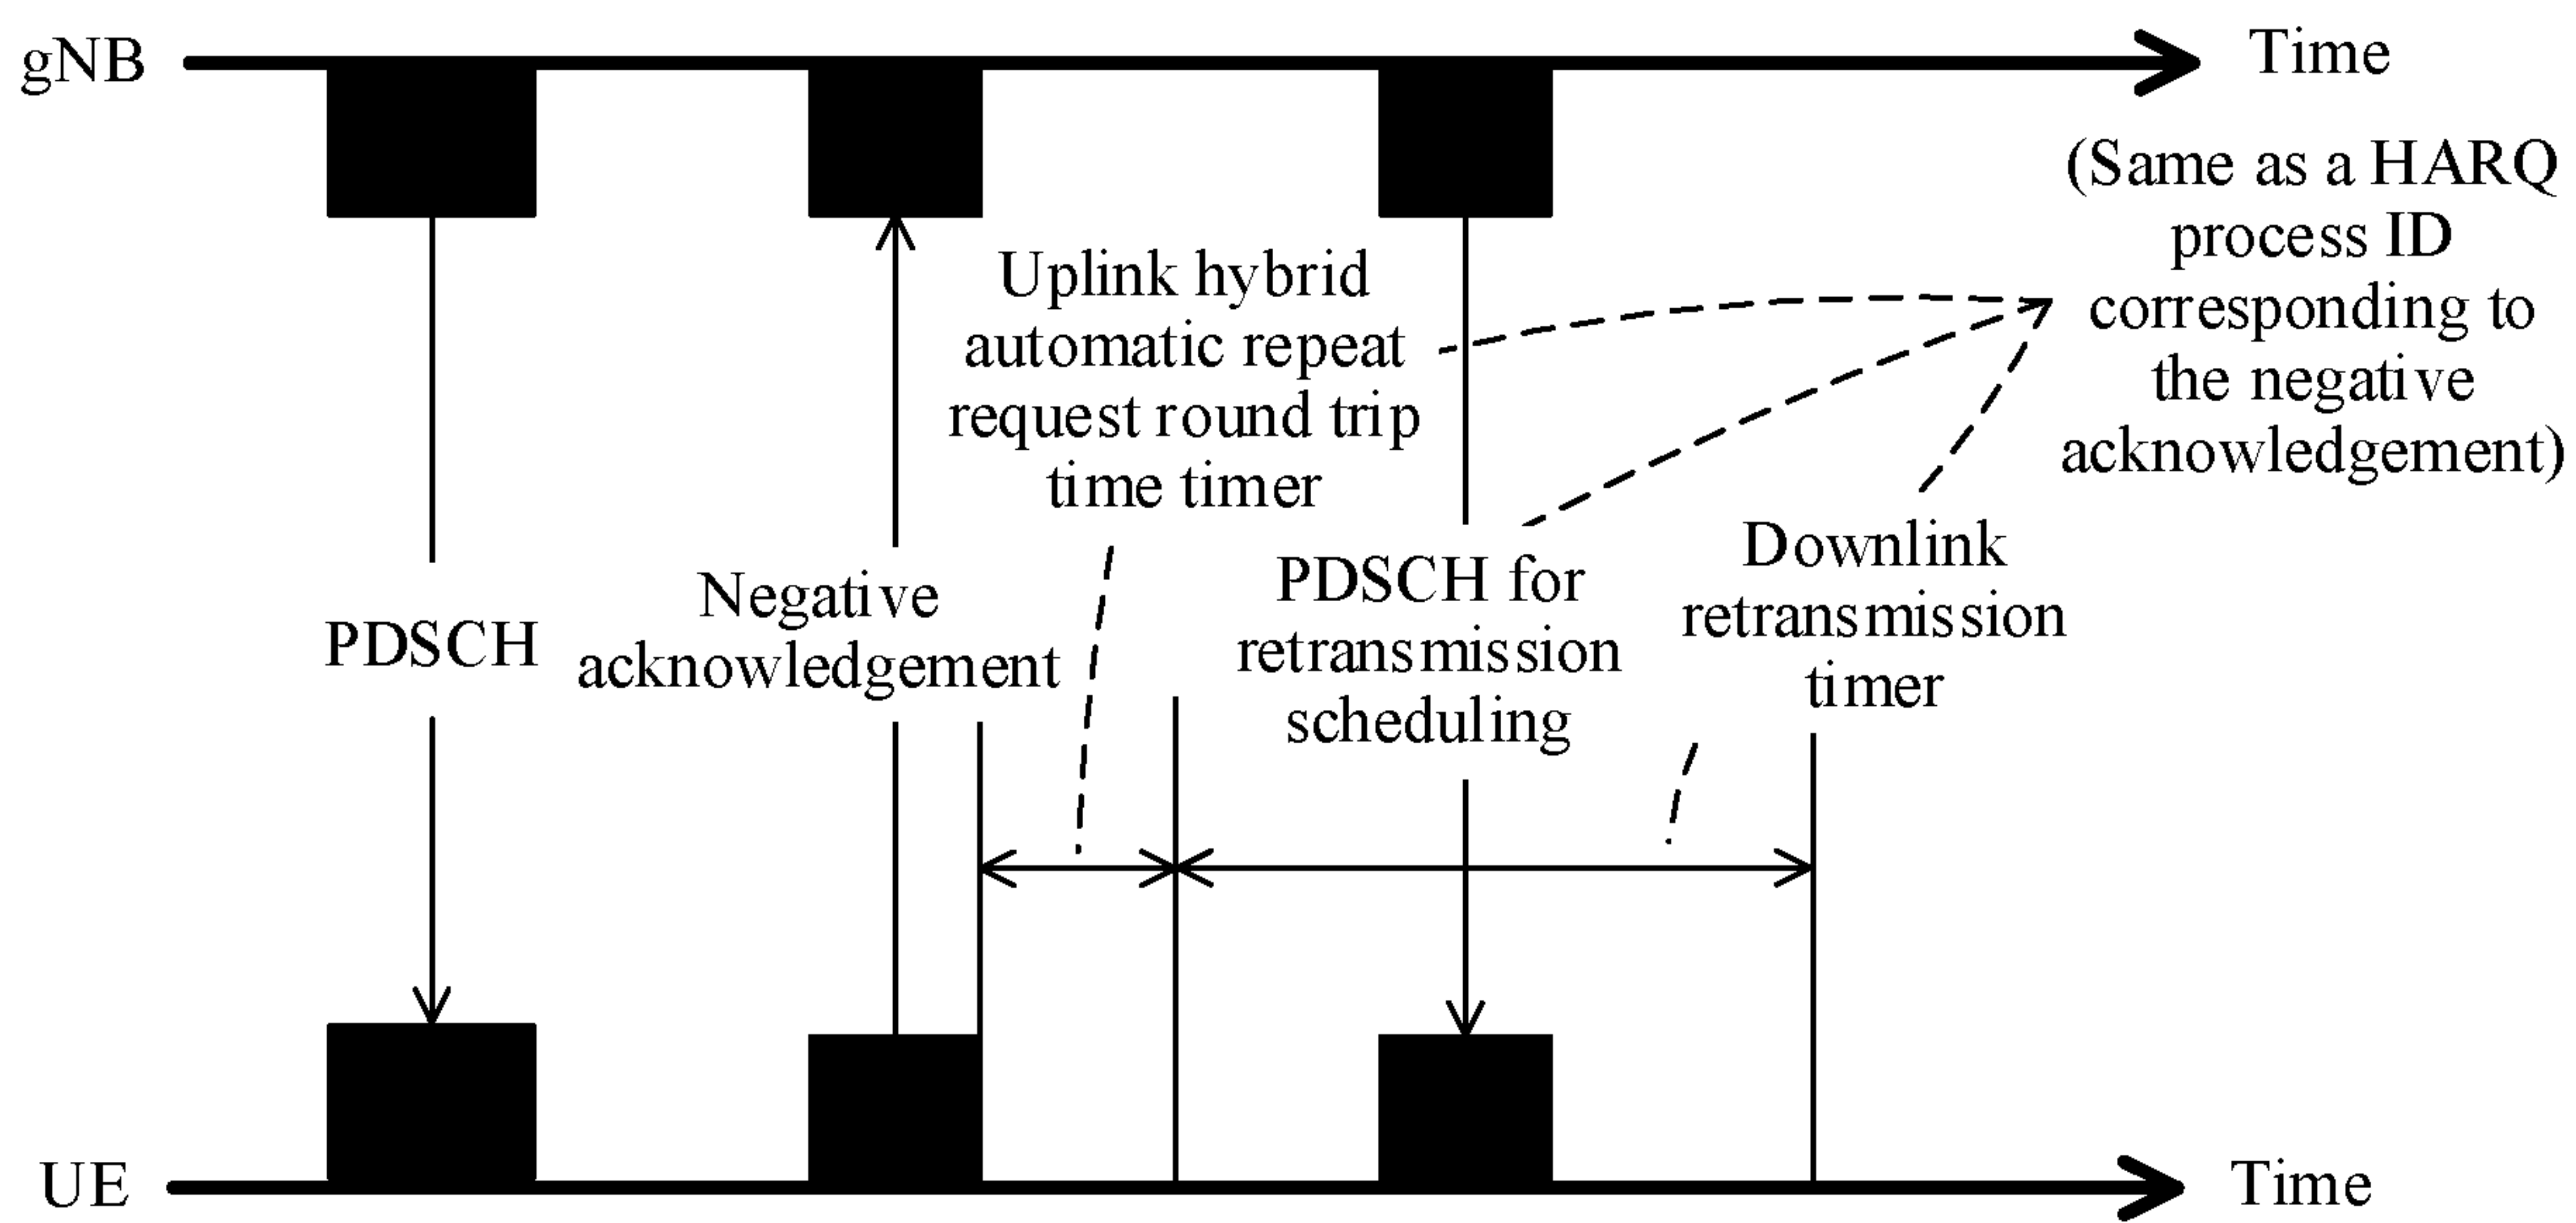 gNB
Time
(Same as a HARQ
process ID
corresponding to
the negative
acknowledgement)
Uplink hybrid
automatic repeat
request round trip
time timer
PDSCH
Negative
acknowledgement
PDSCH for
retransmission
scheduling
Downlink
retransmission
timer
UE
Time